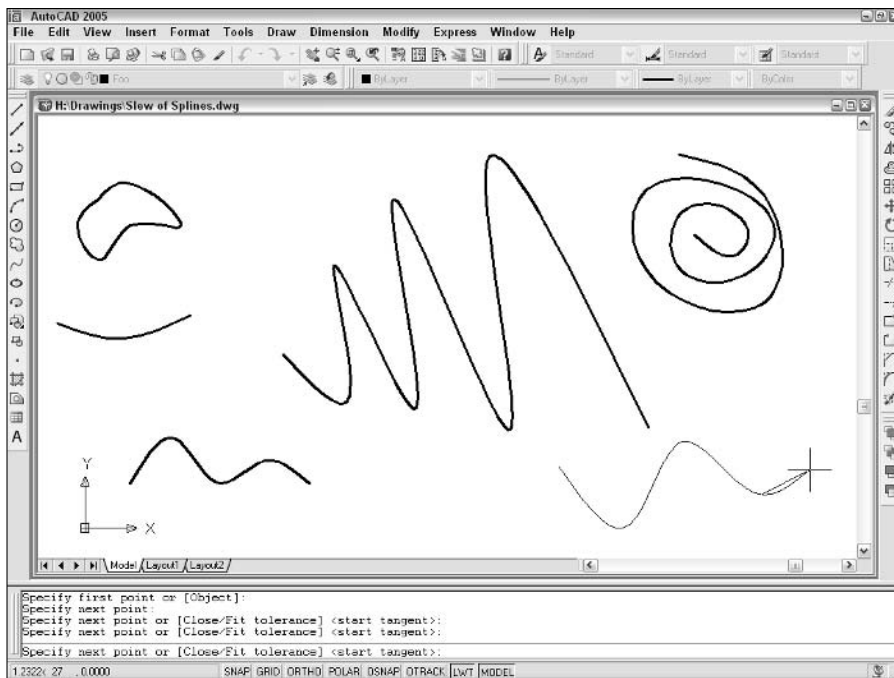 AutoCAD 2005
File Edit View Insert Format Tools Draw Dimension Modify Express Window Help
Standard Standard Standard
Foo ByLayer ByLayer ByLayer ByColor
H:\Drawings\Slew of Splines.dwg
Y
X
A
Model Layout1 Layout2
Specify first point or [Object]:
Specify next point:
Specify next point or [Close/Fit tolerance] <start tangent>:
Specify next point or [Close/Fit tolerance] <start tangent>:
Specify next point or [Close/Fit tolerance] <start tangent>:
0.0000 SNAP GRID ORTHO POLAR OSNAP OTRACK LWT MODEL